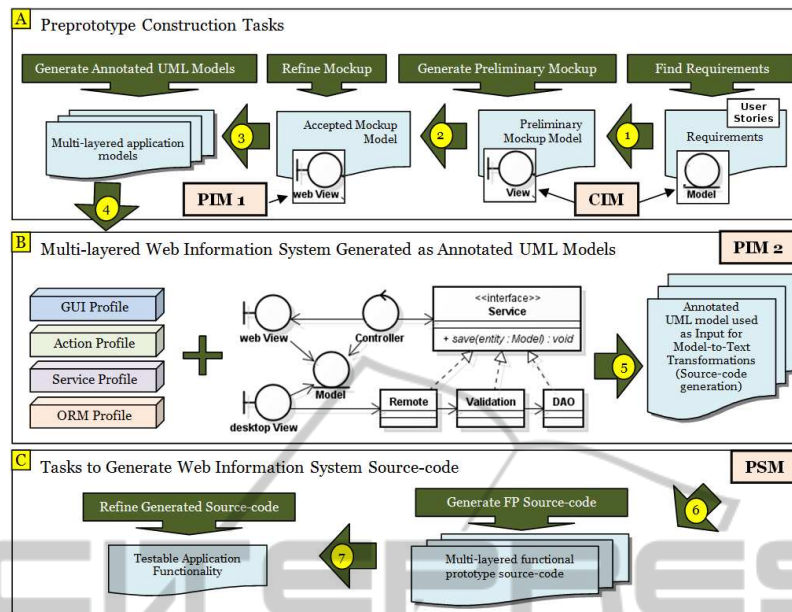 A Preprototype Construction Tasks
Generate Annotated UML Models
Refine Mockup
Generate Preliminary Mockup
Find Requirements
Multi-layered application
models
3
Accepted Mockup
Model
web View
2
Preliminary
Mockup Model
View
1
User
Stories
Requirements
Model
4
PIM 1
CIM
B Multi-layered Web Information System Generated as Annotated UML Models
PIM 2
GUI Profile
Action Profile
Service Profile
ORM Profile
web View
Controller
Model
desktop View
<<interface>>
Service
+ save(entity : Model) : void
Remote
Validation
DAO
5
Annotated
UML model used
as Input for
Model-to-Text
Transformations
(Source-code
generation)
C Tasks to Generate Web Information System Source-code
PSM
Refine Generated Source-code
Generate FP Source-code
6
Testable Application
Functionality
7
Multi-layered functional
prototype source-code
CITEPRES